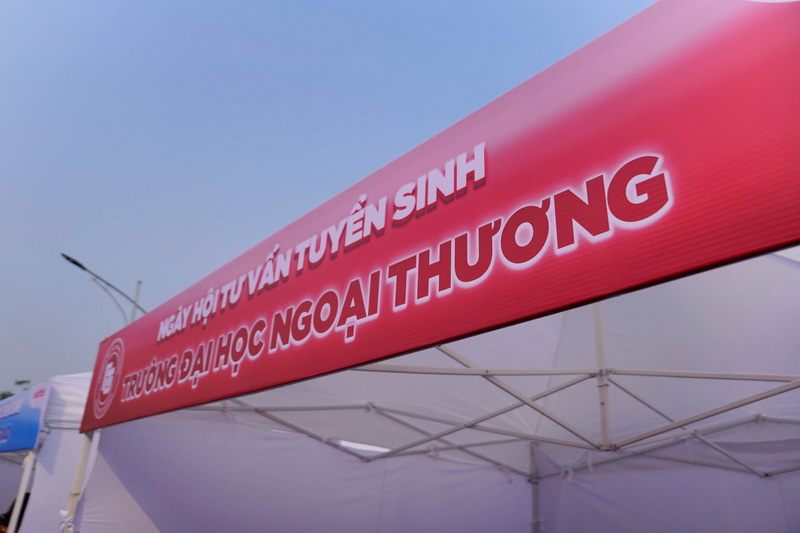 NGÀY HỘI TƯ VẤN TUYỂN SINH
TRƯỜNG ĐẠI HỌC NGOẠI THƯƠNG